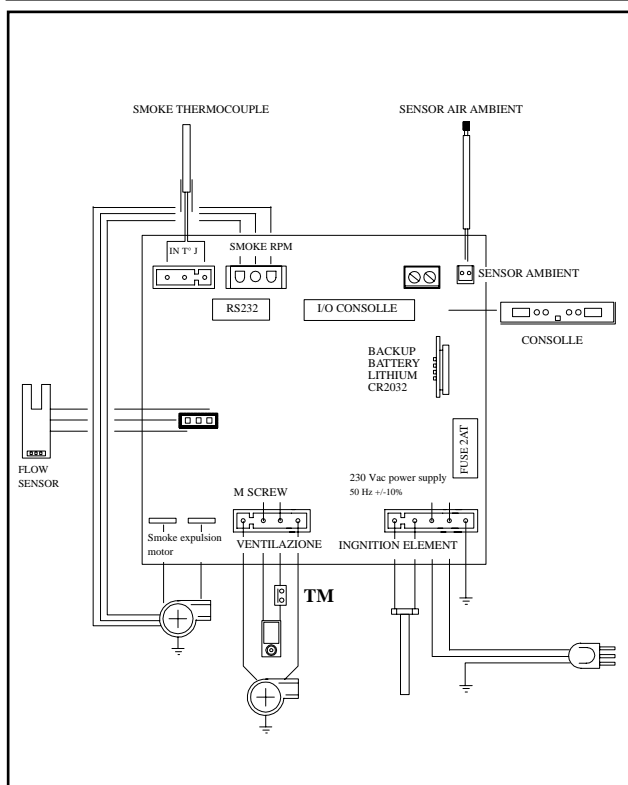 SMOKE THERMOCOUPLE
SENSOR AIR AMBIENT
IN T° J
SMOKE RPM
SENSOR AMBIENT
RS232
I/O CONSOLLE
CONSOLLE
BACKUP
BATTERY
LITHIUM
CR2032
FLOW
SENSOR
FUSE 2AT
230 Vac power supply
50 Hz +/-10%
M SCREW
Smoke expulsion
motor
VENTILAZIONE
INGNITION ELEMENT
TM